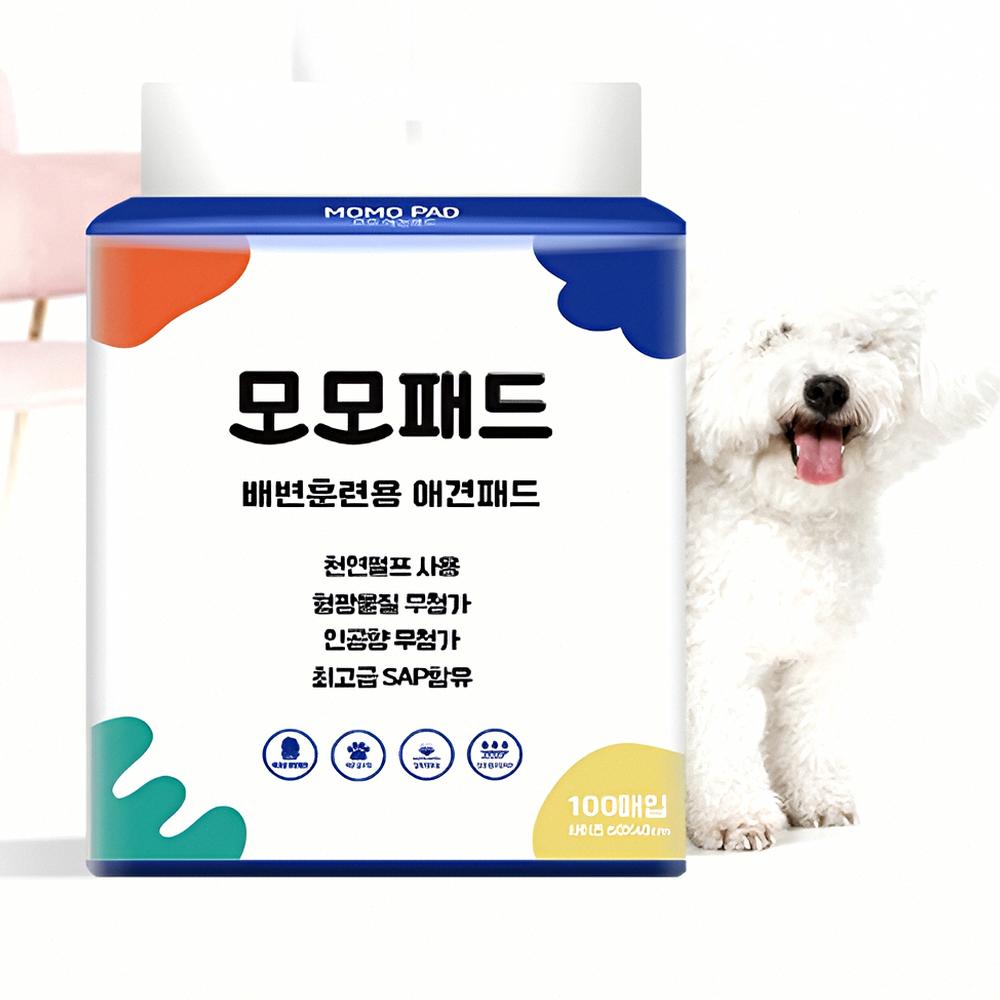 MOMO PAD
모모패드
배변훈련용 애견패드
천연펄프 사용
형광물질 무첨가
인공향 무첨가
최고급 SAP함유
100매입